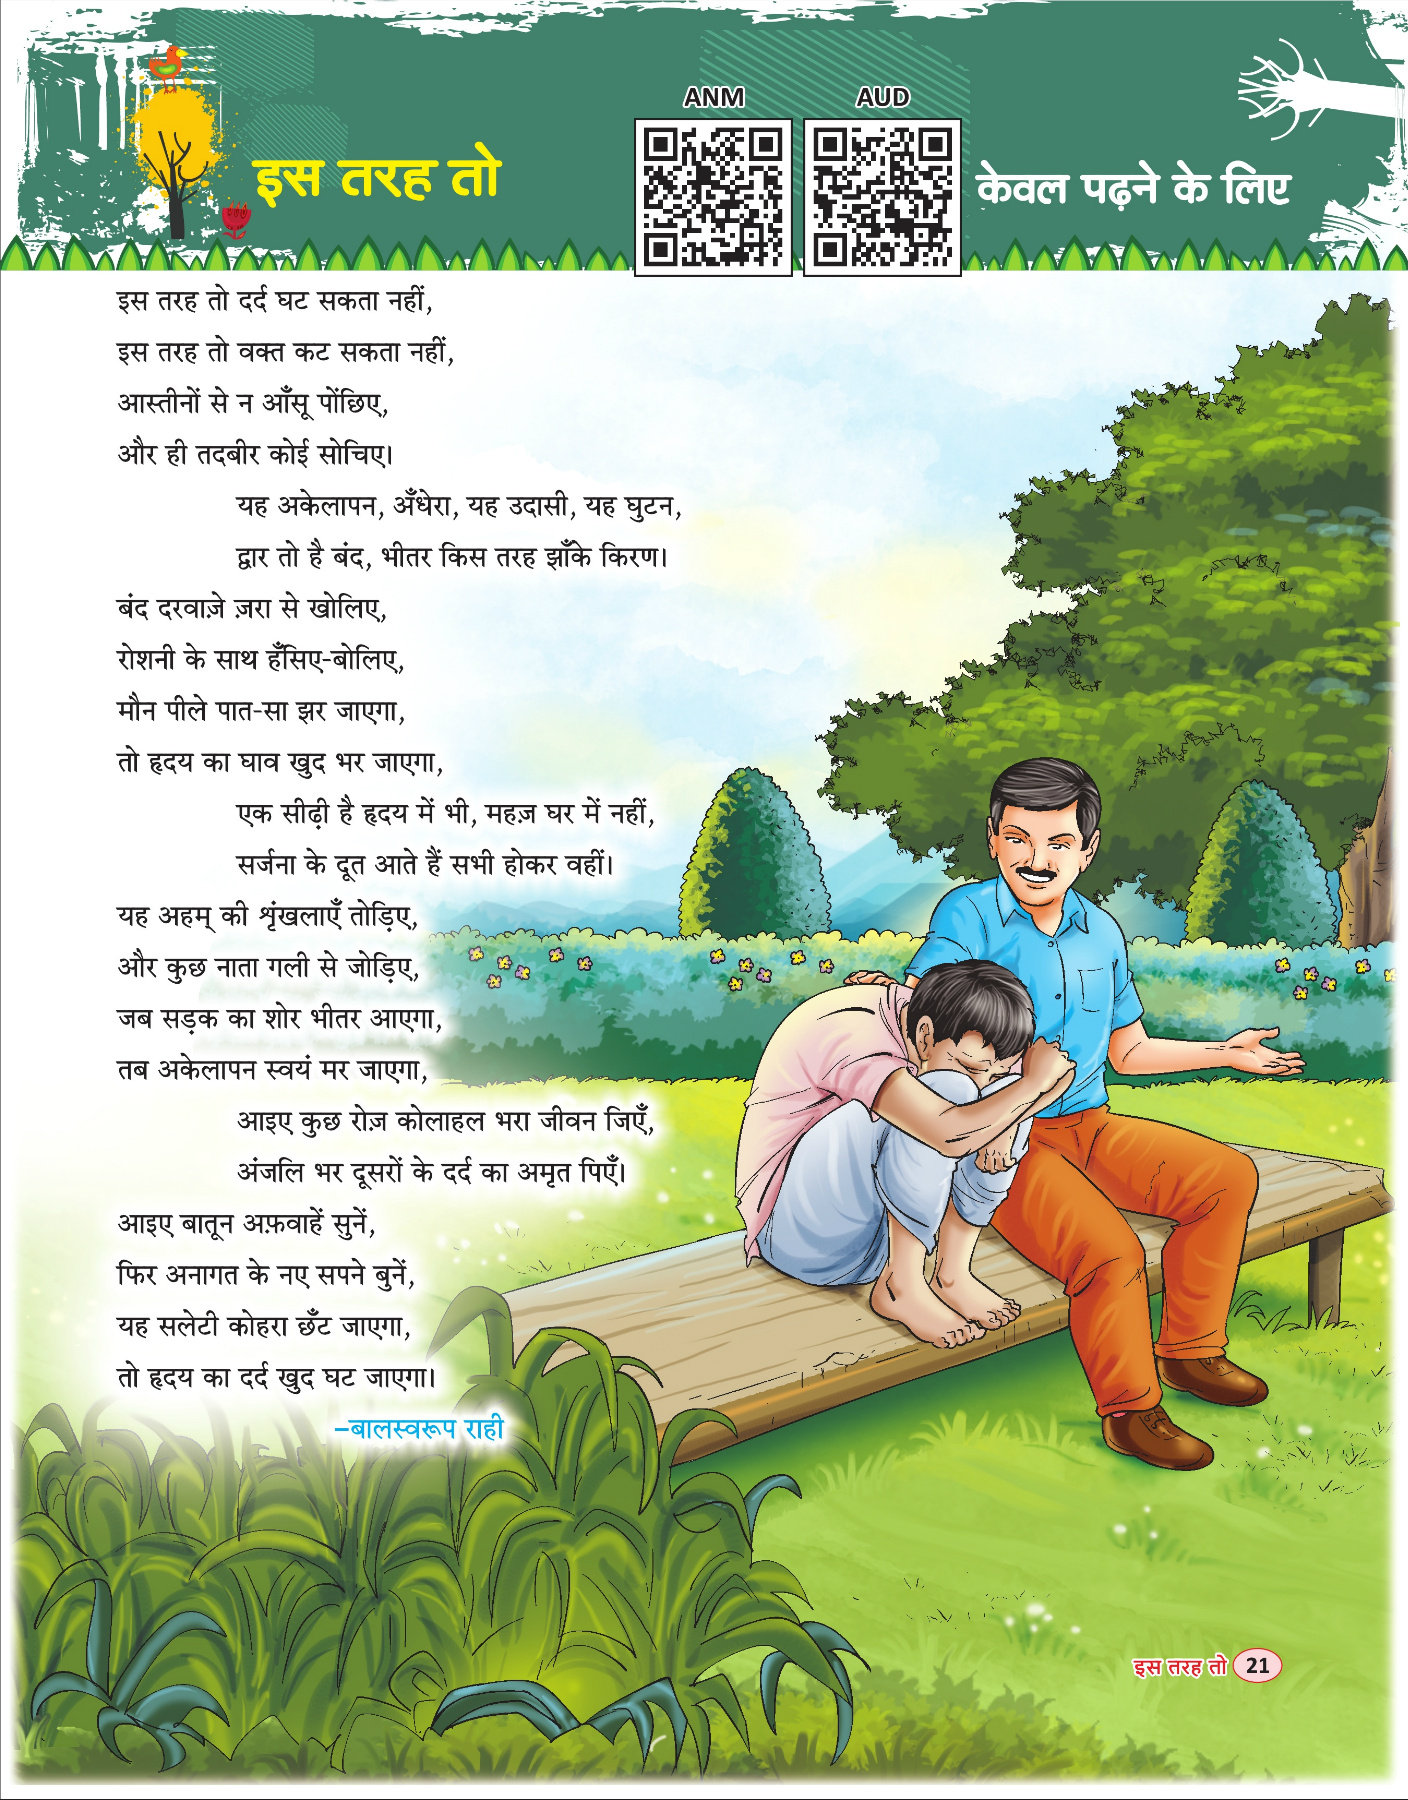 ANM
AUD
इस तरह तो
केवल पढ़ने के लिए
इस तरह तो दर्द घट सकता नहीं,
इस तरह तो वक्त कट सकता नहीं,
आस्तीनों से न आँसू पोंछिए,
और ही तदबीर कोई सोचिए।
यह अकेलापन, अँधेरा, यह उदासी, यह घुटन,
द्वार तो है बंद, भीतर किस तरह झाँके किरण।
बंद दरवाज़े ज़रा से खोलिए,
रोशनी के साथ हँसिए-बोलिए,
मौन पीले पात-सा झर जाएगा,
तो हृदय का घाव खुद भर जाएगा,
एक सीढ़ी है हृदय में भी, महज़ घर में नहीं,
सर्जना के दूत आते हैं सभी होकर वहीं।
यह अहम् की शृंखलाएँ तोड़िए,
और कुछ नाता गली से जोड़िए,
जब सड़क का शोर भीतर आएगा,
तब अकेलापन स्वयं मर जाएगा,
आइए कुछ रोज़ कोलाहल भरा जीवन जिएँ,
अंजलि भर दूसरों के दर्द का अमृत पिएँ।
आइए बातून अफ़वाहें सुनें,
फिर अनागत के नए सपने बुनें,
यह सलेटी कोहरा छँट जाएगा,
तो हृदय का दर्द खुद घट जाएगा।
–बालस्वरूप राही
इस तरह तो 21